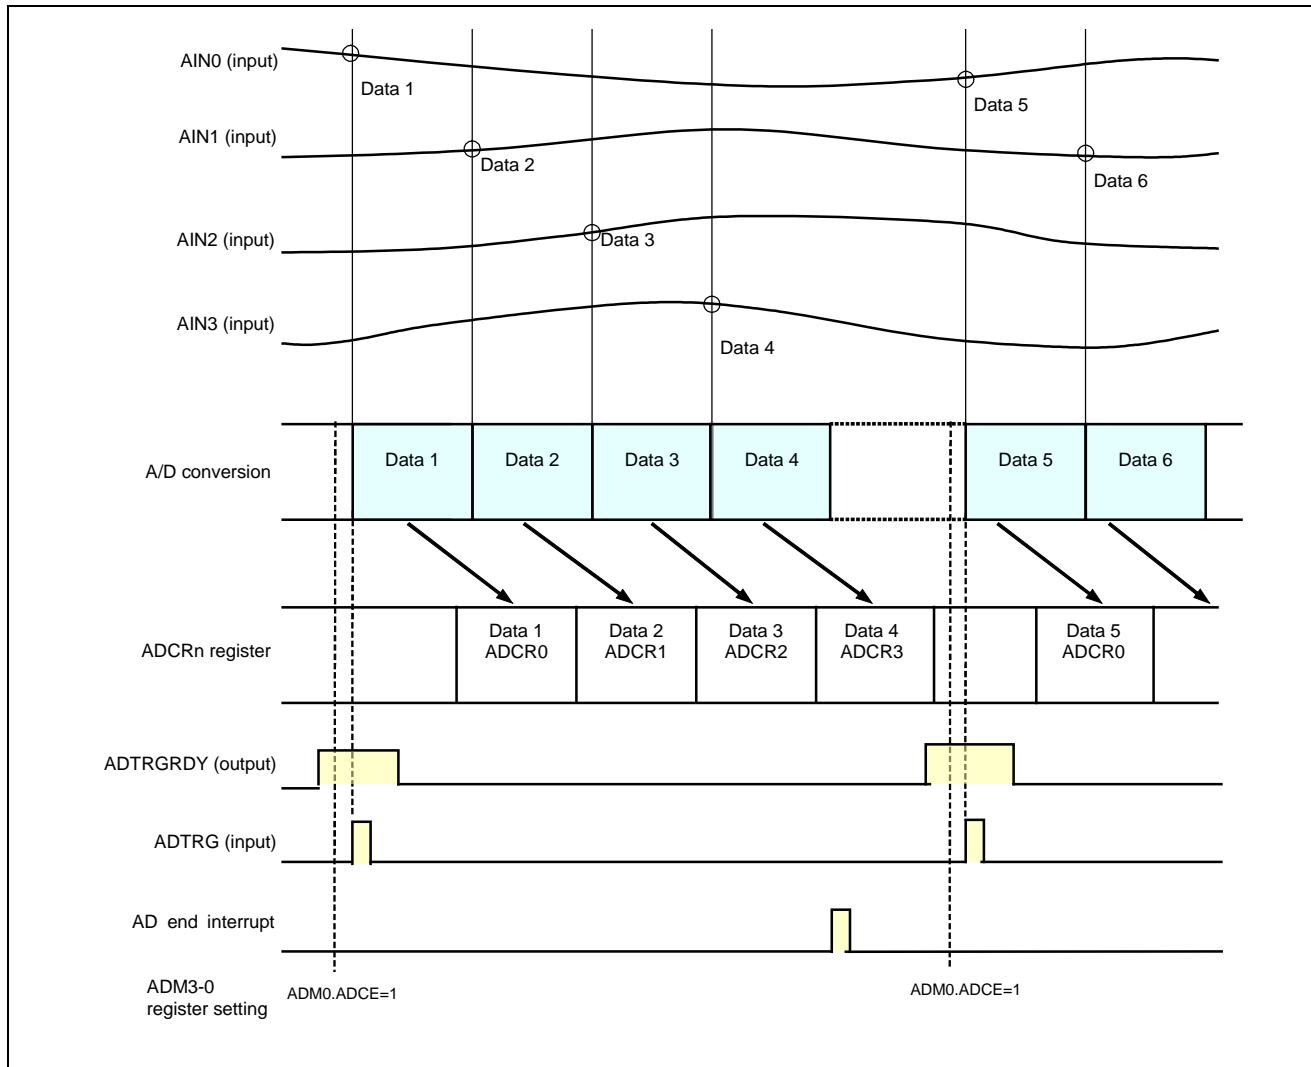 AIN0 (input)
Data 1
Data 5
AIN1 (input)
Data 2
Data 6
AIN2 (input)
Data 3
AIN3 (input)
Data 4
A/D conversion
Data 1
Data 2
Data 3
Data 4
Data 5
Data 6
ADCRn register
Data 1
ADCR0
Data 2
ADCR1
Data 3
ADCR2
Data 4
ADCR3
Data 5
ADCR0
ADTRGRDY (output)
ADTRG (input)
AD end interrupt
ADM3-0
register setting
ADM0.ADCE=1
ADM0.ADCE=1